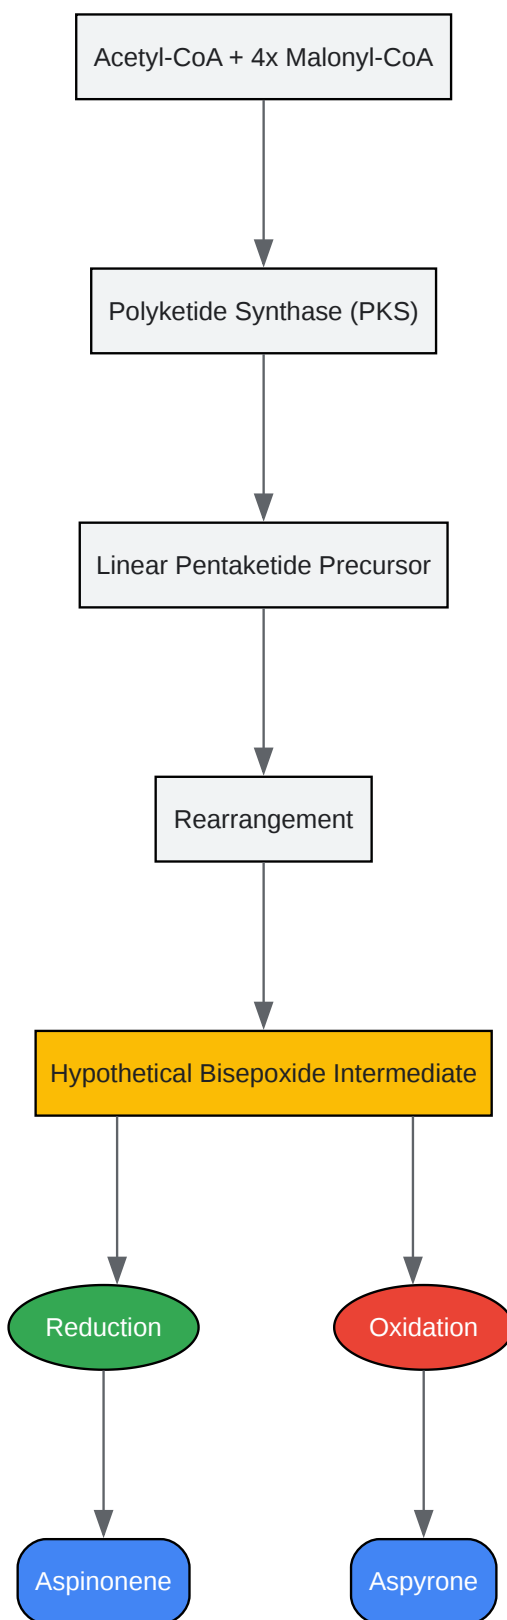 Acetyl-CoA + 4x Malonyl-CoA
Polyketide Synthase (PKS)
Linear Pentaketide Precursor
Rearrangement
Hypothetical Bisepoxide Intermediate
Reduction
Oxidation
Aspinonene
Aspyrone